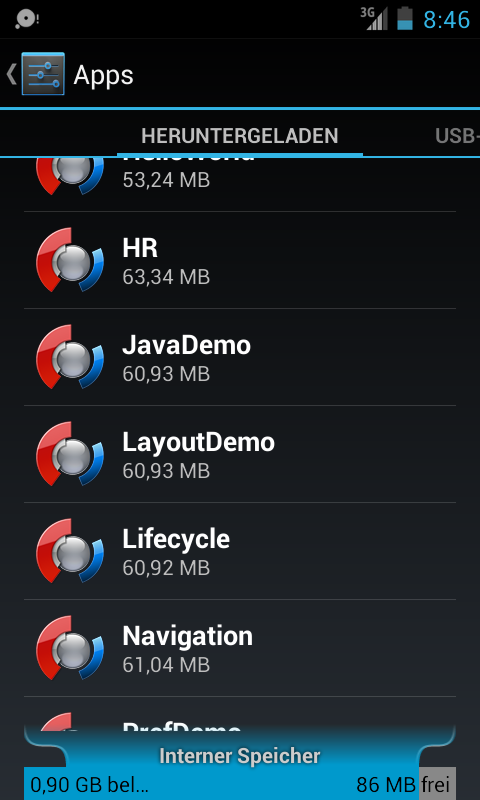 3G 8:46
Apps
HERUNTERGELADEN USB-
HelloWorld
53,24 MB
HR
63,34 MB
JavaDemo
60,93 MB
LayoutDemo
60,93 MB
Lifecycle
60,92 MB
Navigation
61,04 MB
Interner Speicher
0,90 GB bel... 86 MB frei